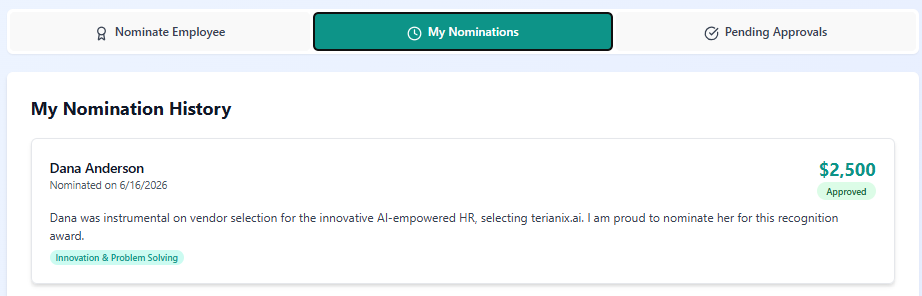 Nominate Employee
My Nominations
Pending Approvals
My Nomination History
Dana Anderson
$2,500
Nominated on 6/16/2026
Approved
Dana was instrumental on vendor selection for the innovative AI-empowered HR, selecting terianix.ai. I am proud to nominate her for this recognition
award.
Innovation & Problem Solving